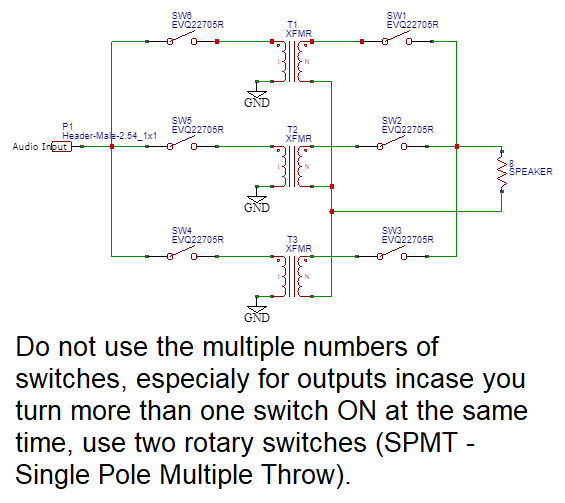 SW6
EVQ22705R
T1
XFMR
SW1
EVQ22705R
1
N
GND
P1
Header-Male-2.54_1x1
Audio Input
SW5
EVQ22705R
T2
XFMR
SW2
EVQ22705R
1
N
GND
8
SPEAKER
SW4
EVQ22705R
T3
XFMR
SW3
EVQ22705R
1
N
GND
Do not use the multiple numbers of
switches, especialy for outputs incase you
turn more than one switch ON at the same
time, use two rotary switches (SPMT -
Single Pole Multiple Throw).